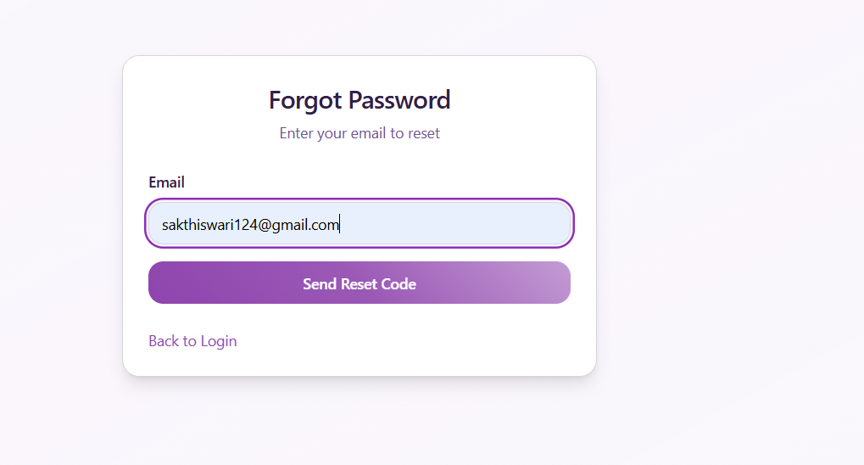 Forgot Password
Enter your email to reset
Email
sakthiswari124@gmail.com
Send Reset Code
Back to Login